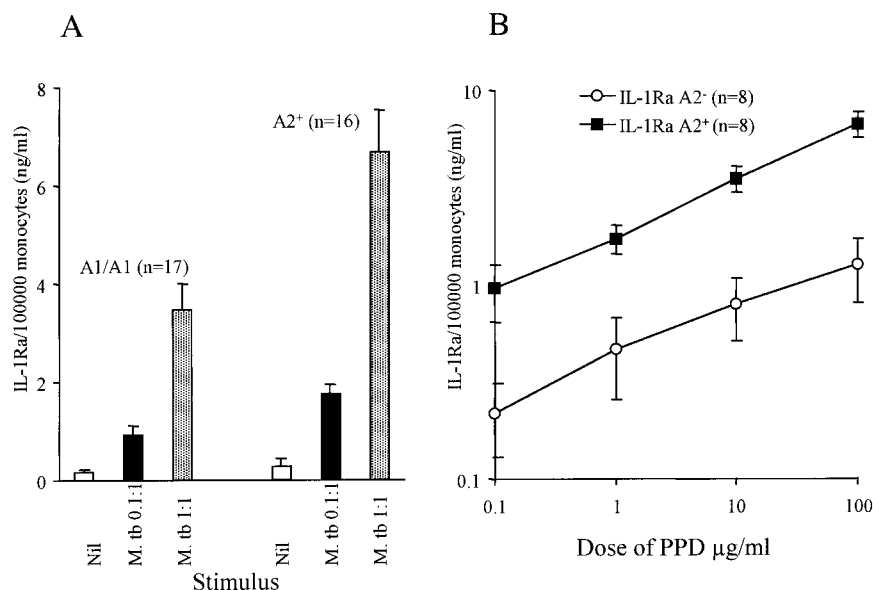 A
IL-1Ra/100000 monocytes (ng/ml)
8
6
4
2
0
A1/A1 (n=17)
A2⁺ (n=16)
Nil
M. tb 0.1:1
M. tb 1:1
Nil
M. tb 0.1:1
M. tb 1:1
Stimulus
B
IL-1Ra/100000 monocytes (ng/ml)
10
1
0.1
IL-1Ra A2⁻ (n=8)
IL-1Ra A2⁺ (n=8)
0.1
1
10
100
Dose of PPD µg/ml